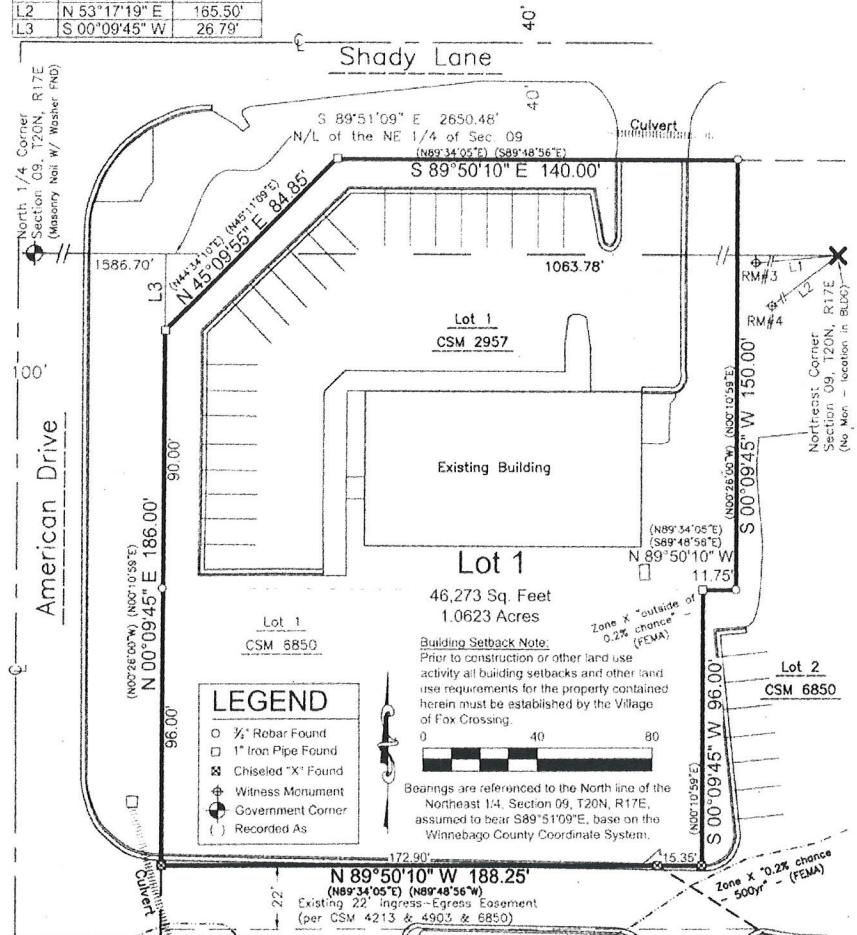 L2 N 53°17'19" E 165.50'
L3 S 00°09'45" W 26.79'
40'
Shady Lane
North 1/4 Corner
Section 09, T20N, R17E
(Masonry Nail W/ Washer FND)
S 89°51'09" E 2650.48'
N/L of the NE 1/4 of Sec. 09
40'
Culvert
(N89°34'05"E) (S89°48'56"E)
S 89°50'10" E 140.00'
(N44°34'10"E) (N45°11'09"E)
N 45°09'55" E 84.85'
1586.70'
L3
1063.78'
RM#3
L1
L2
RM#4
Northeast Corner
Section 09, T20N, R17E
(No Mon - location in BLDG)
Lot 1
CSM 2957
100'
American Drive
90.00'
(N00°26'00"W) (N00°10'59"E)
S 00°09'45" W 150.00'
Existing Building
(N00°26'00"W) (N00°10'59"E)
N 00°09'45" E 186.00'
(N89°34'05"E)
(S89°48'56"E)
N 89°50'10" W
11.75'
Lot 1
46,273 Sq. Feet
1.0623 Acres
Zone X "outside of
0.2% chance" -
(FEMA)
Lot 1
CSM 6850
Building Setback Note:
Prior to construction or other land use
activity all building setbacks and other land
use requirements for the property contained
herein must be established by the Village
of Fox Crossing.
Lot 2
CSM 6850
96.00'
LEGEND
3/4" Rebar Found
1" Iron Pipe Found
Chiseled "X" Found
Witness Monument
Government Corner
( ) Recorded As
0 40 80
Bearings are referenced to the North line of the
Northeast 1/4, Section 09, T20N, R17E,
assumed to bear S89°51'09"E, base on the
Winnebago County Coordinate System.
(N00°10'59"E)
S 00°09'45" W 96.00'
172.90'
15.35'
N 89°50'10" W 188.25'
(N89°34'05"E) (N89°48'56"W)
22'
Existing 22' Ingress-Egress Easement
(per CSM 4213 & 4903 & 6850)
Culvert
Zone X "0.2% chance
- 500yr" - (FEMA)